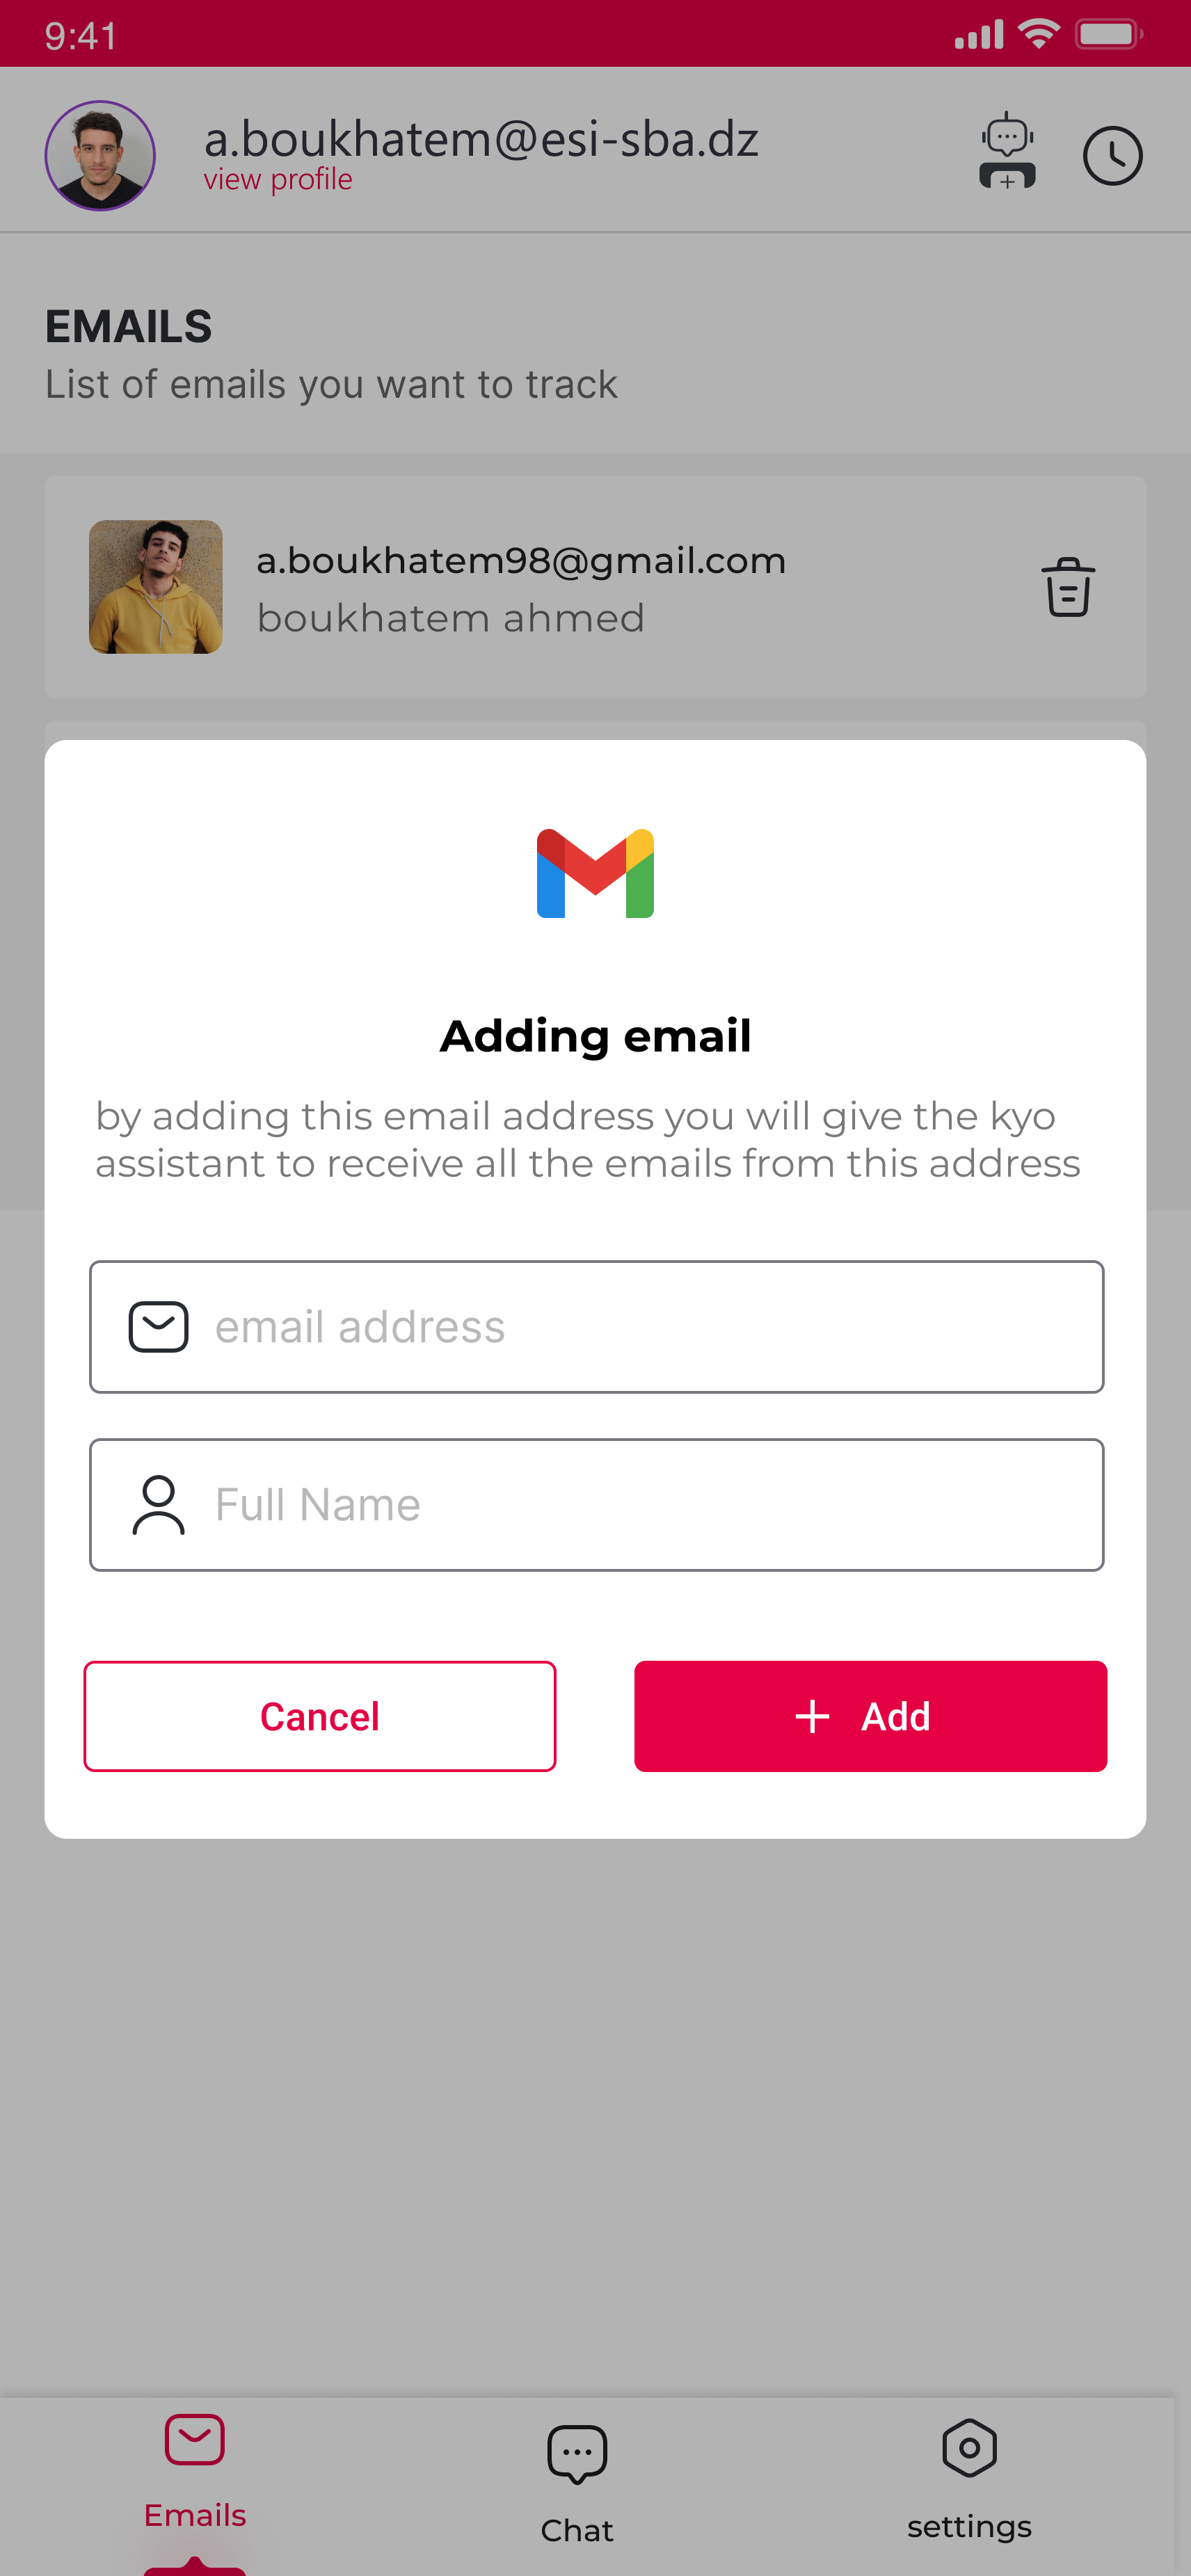 9:41
a.boukhatem@esi-sba.dz
view profile
EMAILS
List of emails you want to track
a.boukhatem98@gmail.com
boukhatem ahmed
Adding email
by adding this email address you will give the kyo
assistant to receive all the emails from this address
email address
Full Name
Cancel
Add
Emails
Chat
settings